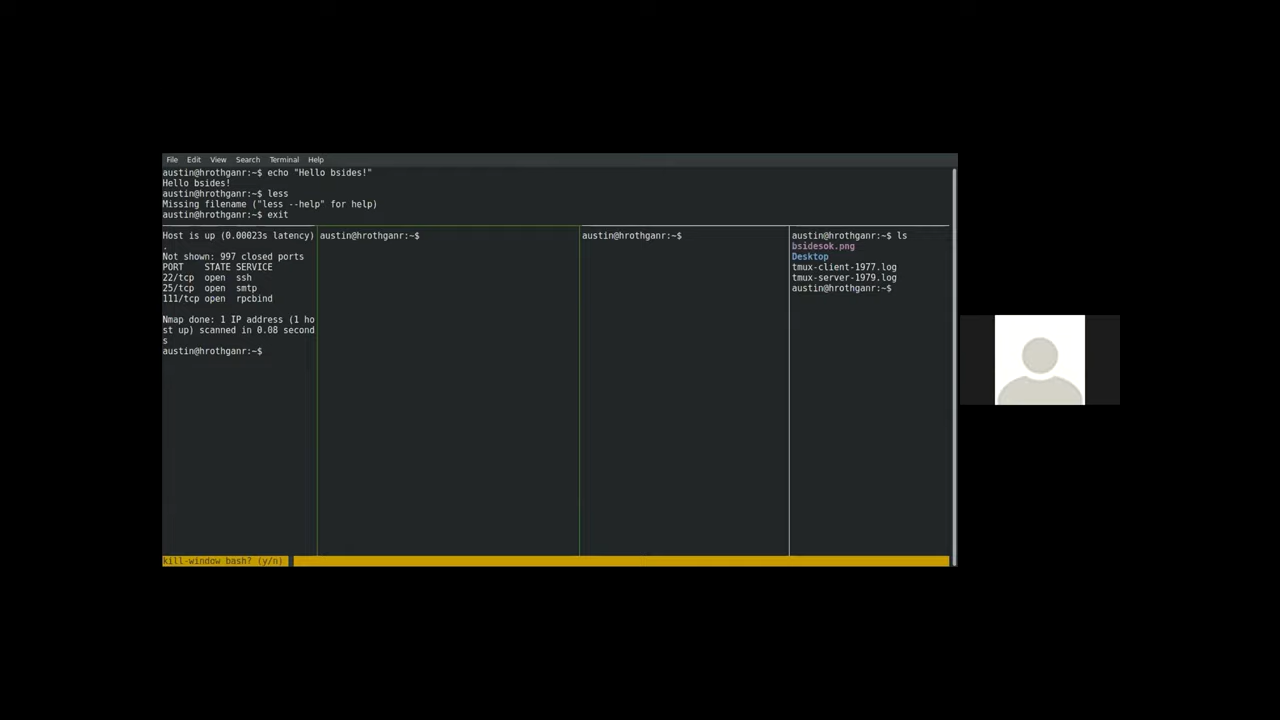 File Edit View Search Terminal Help
austin@hrothganr:~$ echo "Hello bsides!"
Hello bsides!
austin@hrothganr:~$ less
Missing filename ("less --help" for help)
austin@hrothganr:~$ exit
Host is up (0.00023s latency)
.
Not shown: 997 closed ports
PORT    STATE SERVICE
22/tcp  open  ssh
25/tcp  open  smtp
111/tcp open  rpcbind
Nmap done: 1 IP address (1 ho
st up) scanned in 0.08 second
s
austin@hrothganr:~$
austin@hrothganr:~$
austin@hrothganr:~$
austin@hrothganr:~$ ls
bsidesok.png
Desktop
tmux-client-1977.log
tmux-server-1979.log
austin@hrothganr:~$
kill-window bash? (y/n)